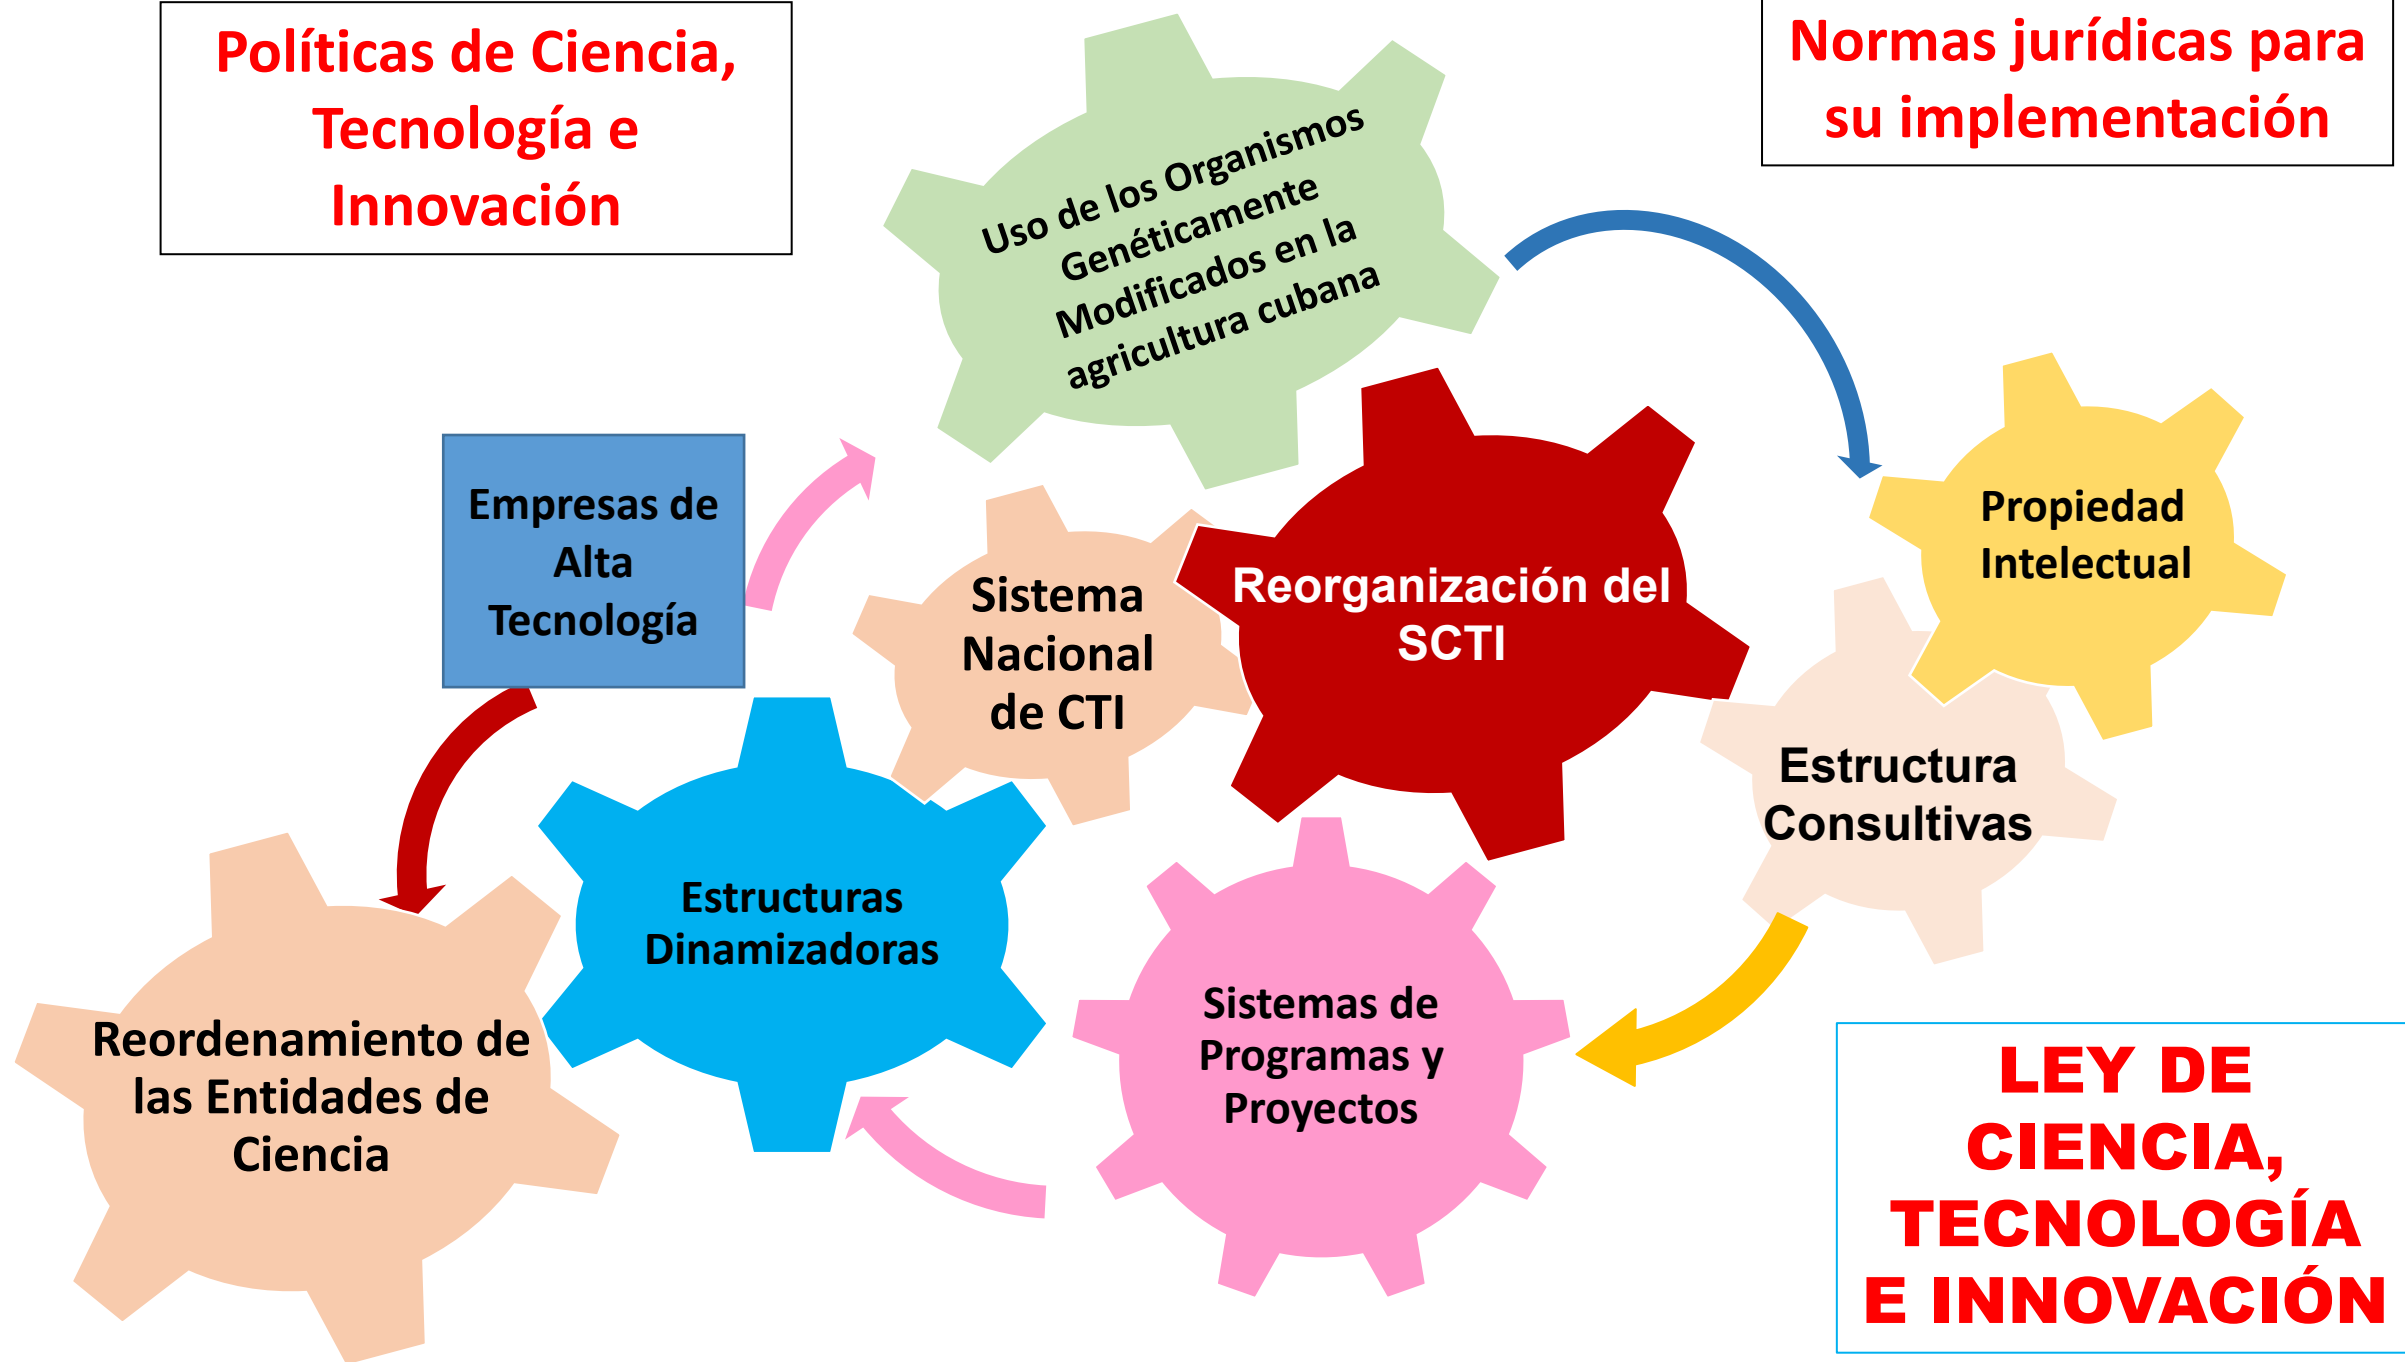 Políticas de Ciencia,
Tecnología e
Innovación
Normas jurídicas para
su implementación
Uso de los Organismos
Genéticamente
Modificados en la
agricultura cubana
Empresas de
Alta
Tecnología
Sistema
Nacional
de CTI
Reorganización del
SCTI
Propiedad
Intelectual
Estructura
Consultivas
Estructuras
Dinamizadoras
Sistemas de
Programas y
Proyectos
Reordenamiento de
las Entidades de
Ciencia
LEY DE
CIENCIA,
TECNOLOGÍA
E INNOVACIÓN